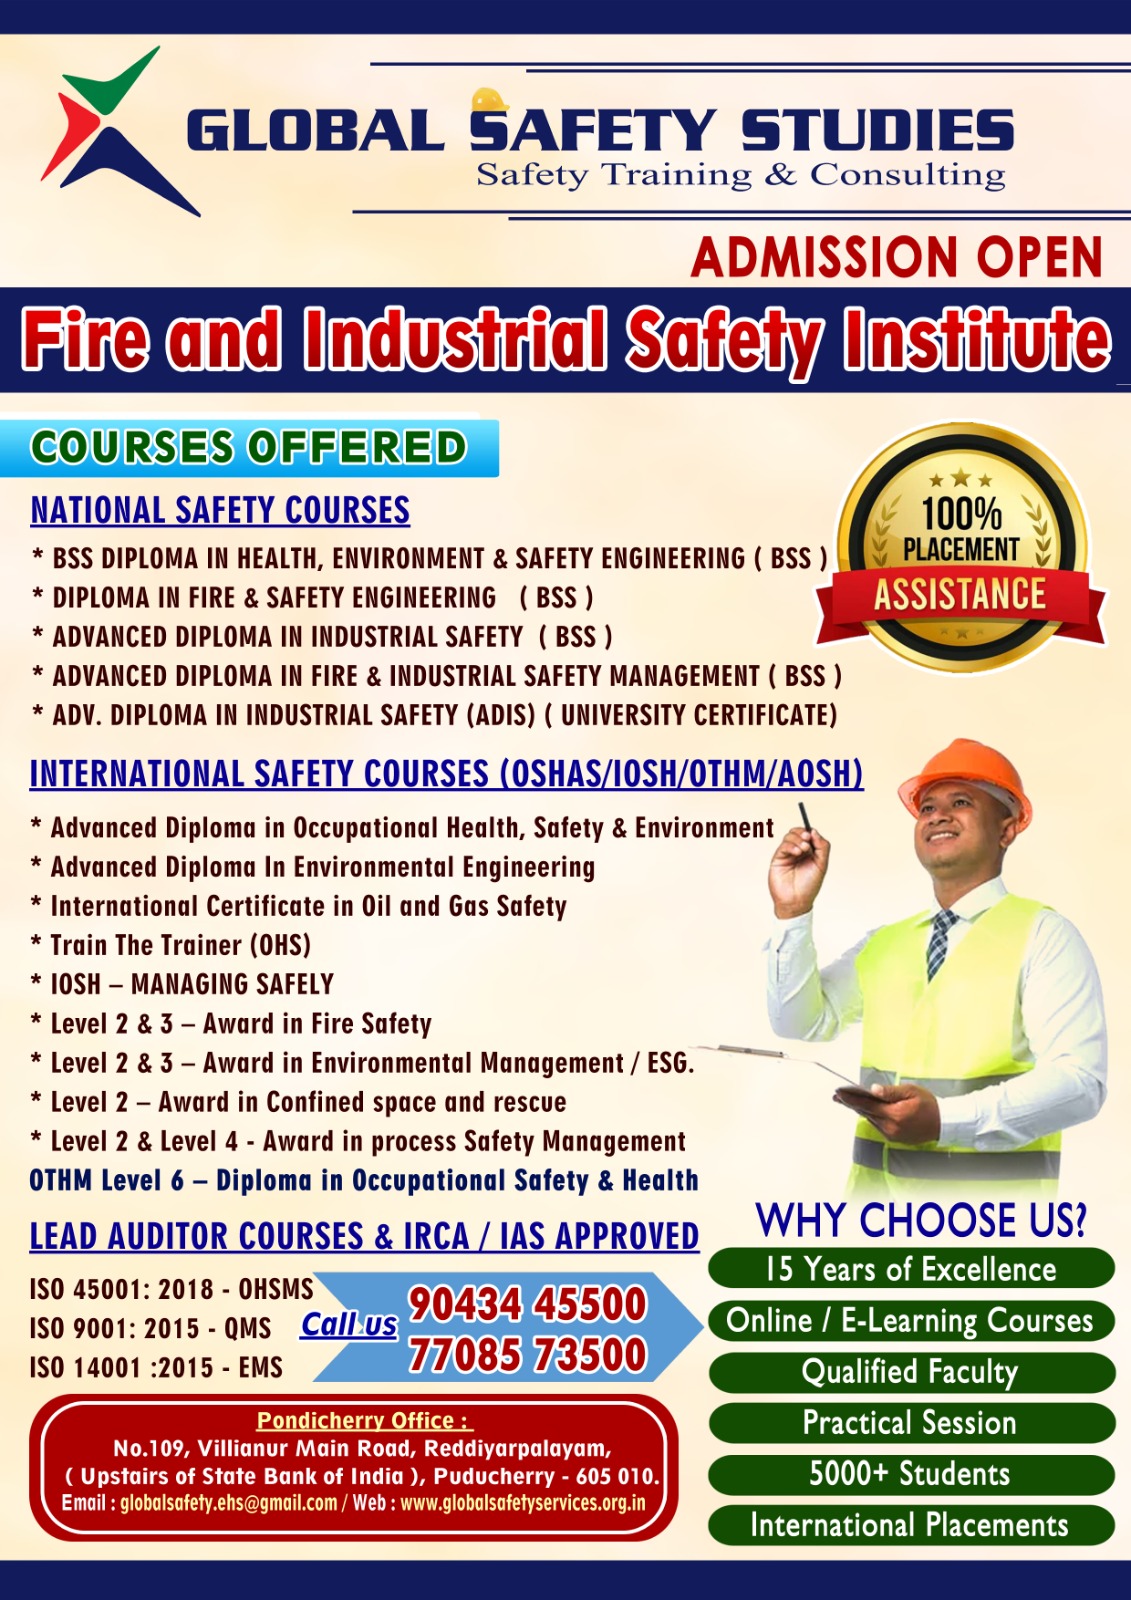 GLOBAL SAFETY STUDIES
Safety Training & Consulting
ADMISSION OPEN
Fire and Industrial Safety Institute
COURSES OFFERED
NATIONAL SAFETY COURSES
* BSS DIPLOMA IN HEALTH, ENVIRONMENT & SAFETY ENGINEERING ( BSS )
* DIPLOMA IN FIRE & SAFETY ENGINEERING ( BSS )
* ADVANCED DIPLOMA IN INDUSTRIAL SAFETY ( BSS )
* ADVANCED DIPLOMA IN FIRE & INDUSTRIAL SAFETY MANAGEMENT ( BSS )
* ADV. DIPLOMA IN INDUSTRIAL SAFETY (ADIS) ( UNIVERSITY CERTIFICATE)
100%
PLACEMENT
ASSISTANCE
INTERNATIONAL SAFETY COURSES (OSHAS/IOSH/OTHM/AOSH)
* Advanced Diploma in Occupational Health, Safety & Environment
* Advanced Diploma In Environmental Engineering
* International Certificate in Oil and Gas Safety
* Train The Trainer (OHS)
* IOSH – MANAGING SAFELY
* Level 2 & 3 – Award in Fire Safety
* Level 2 & 3 – Award in Environmental Management / ESG.
* Level 2 – Award in Confined space and rescue
* Level 2 & Level 4 - Award in process Safety Management
OTHM Level 6 – Diploma in Occupational Safety & Health
LEAD AUDITOR COURSES & IRCA / IAS APPROVED
ISO 45001: 2018 - OHSMS
ISO 9001: 2015 - QMS
ISO 14001 :2015 - EMS
Call us
90434 45500
77085 73500
Pondicherry Office :
No.109, Villianur Main Road, Reddiyarpalayam,
( Upstairs of State Bank of India ), Puducherry - 605 010.
Email : globalsafety.ehs@gmail.com / Web : www.globalsafetyservices.org.in
WHY CHOOSE US?
15 Years of Excellence
Online / E-Learning Courses
Qualified Faculty
Practical Session
5000+ Students
International Placements